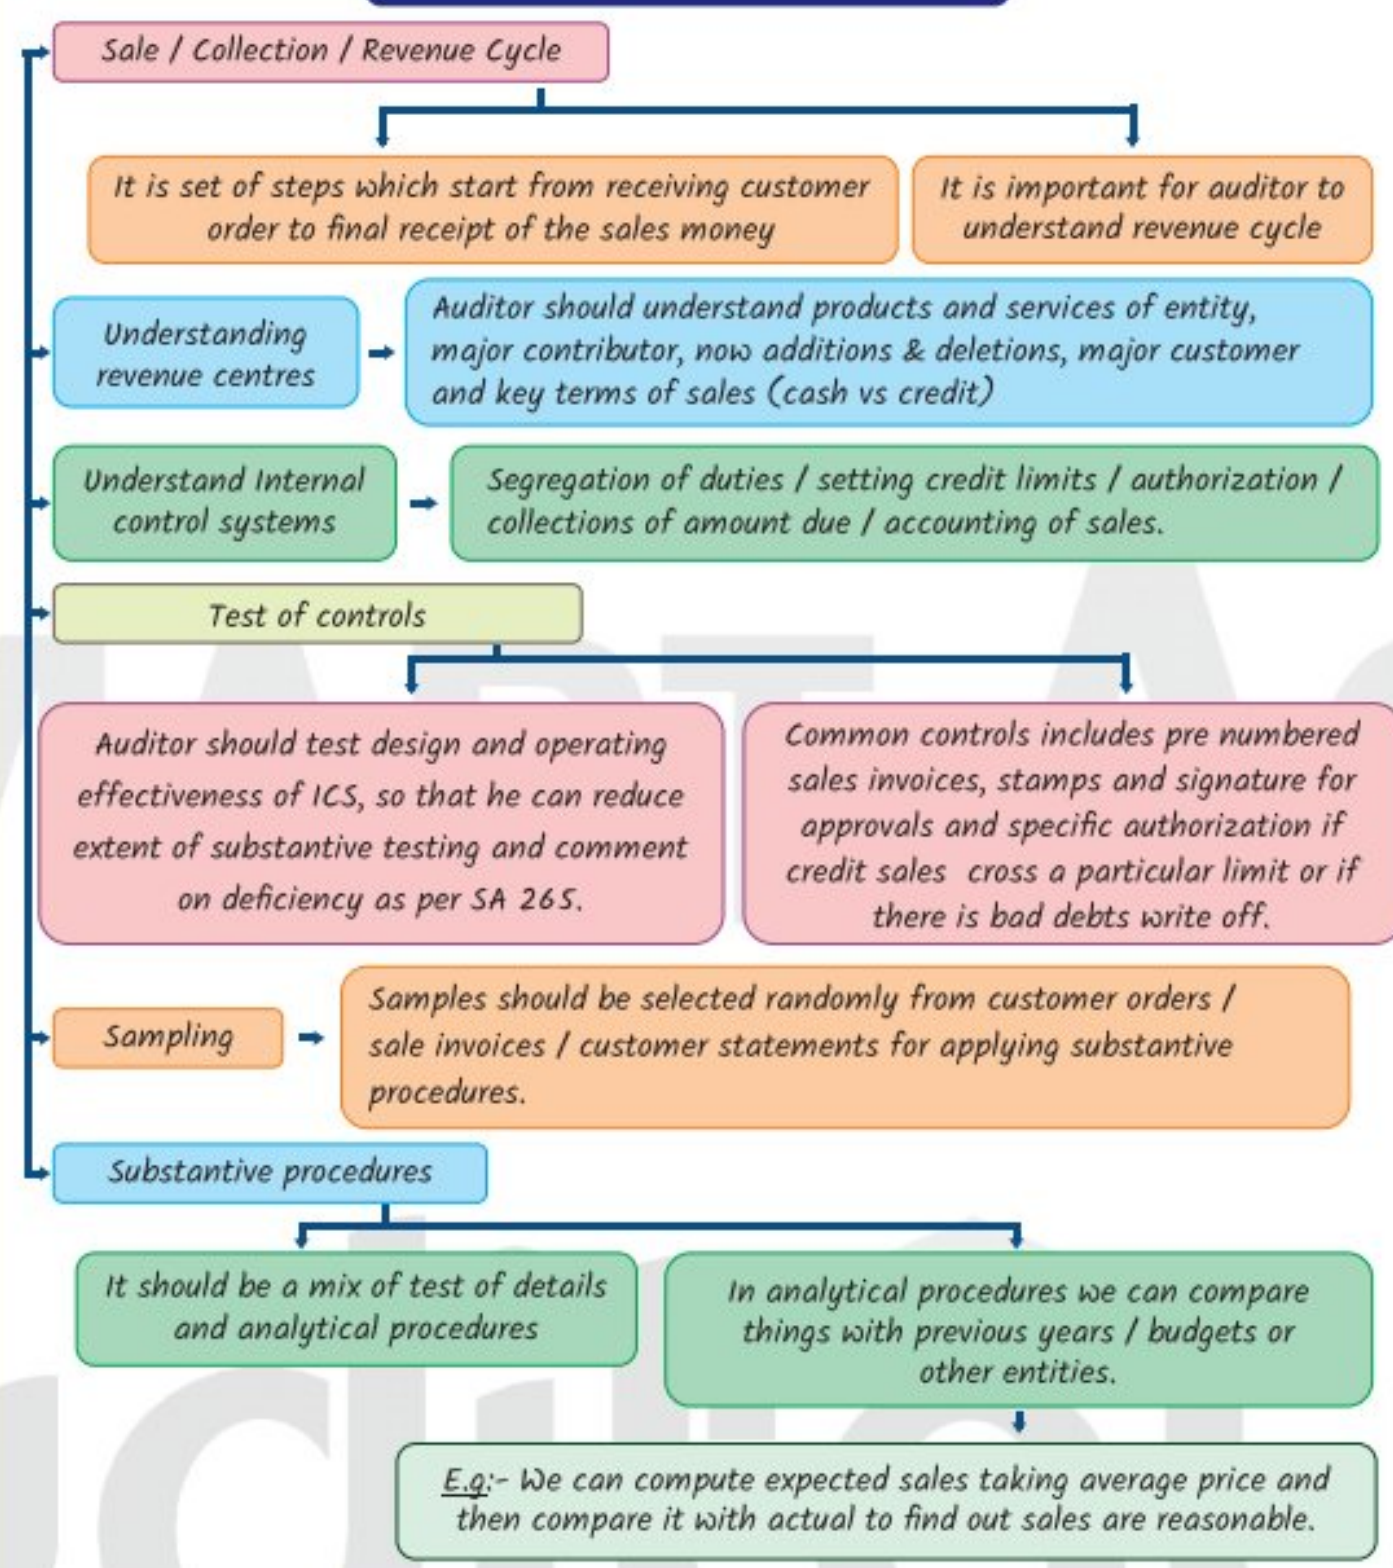 Sale / Collection / Revenue Cycle
It is set of steps which start from receiving customer
order to final receipt of the sales money
It is important for auditor to
understand revenue cycle
Understanding
revenue centres
Auditor should understand products and services of entity,
major contributor, now additions & deletions, major customer
and key terms of sales (cash vs credit)
Understand Internal
control systems
Segregation of duties / setting credit limits / authorization /
collections of amount due / accounting of sales.
Test of controls
Auditor should test design and operating
effectiveness of ICS, so that he can reduce
extent of substantive testing and comment
on deficiency as per SA 265.
Common controls includes pre numbered
sales invoices, stamps and signature for
approvals and specific authorization if
credit sales cross a particular limit or if
there is bad debts write off.
Sampling
Samples should be selected randomly from customer orders /
sale invoices / customer statements for applying substantive
procedures.
Substantive procedures
It should be a mix of test of details
and analytical procedures
In analytical procedures we can compare
things with previous years / budgets or
other entities.
E.g:- We can compute expected sales taking average price and
then compare it with actual to find out sales are reasonable.